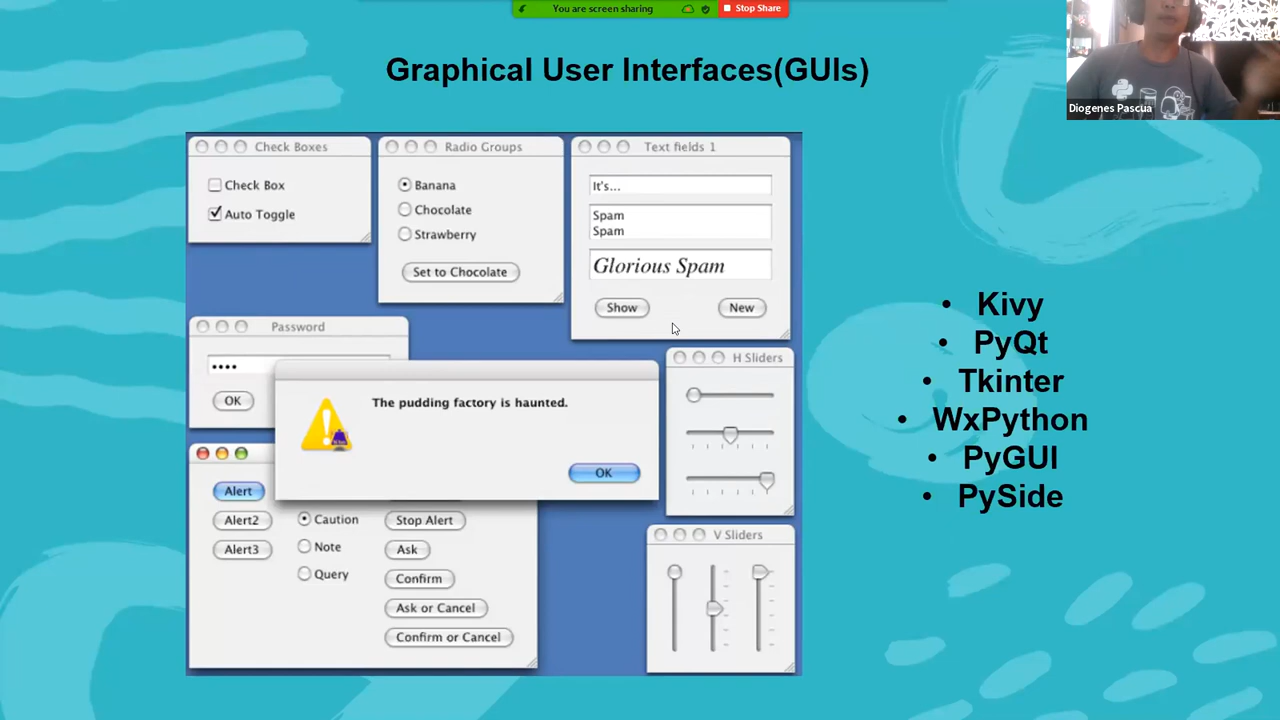 You are screen sharing
Stop Share
Graphical User Interfaces(GUIs)
Diogenes Pascua
Check Boxes
Check Box
Auto Toggle
Radio Groups
Banana
Chocolate
Strawberry
Set to Chocolate
Text fields 1
It's...
Spam
Spam
Glorious Spam
Show
New
Password
OK
The pudding factory is haunted.
OK
H Sliders
Alert
Alert2
Alert3
Caution
Note
Query
Stop Alert
Ask
Confirm
Ask or Cancel
Confirm or Cancel
V Sliders
• Kivy
• PyQt
• Tkinter
• WxPython
• PyGUI
• PySide